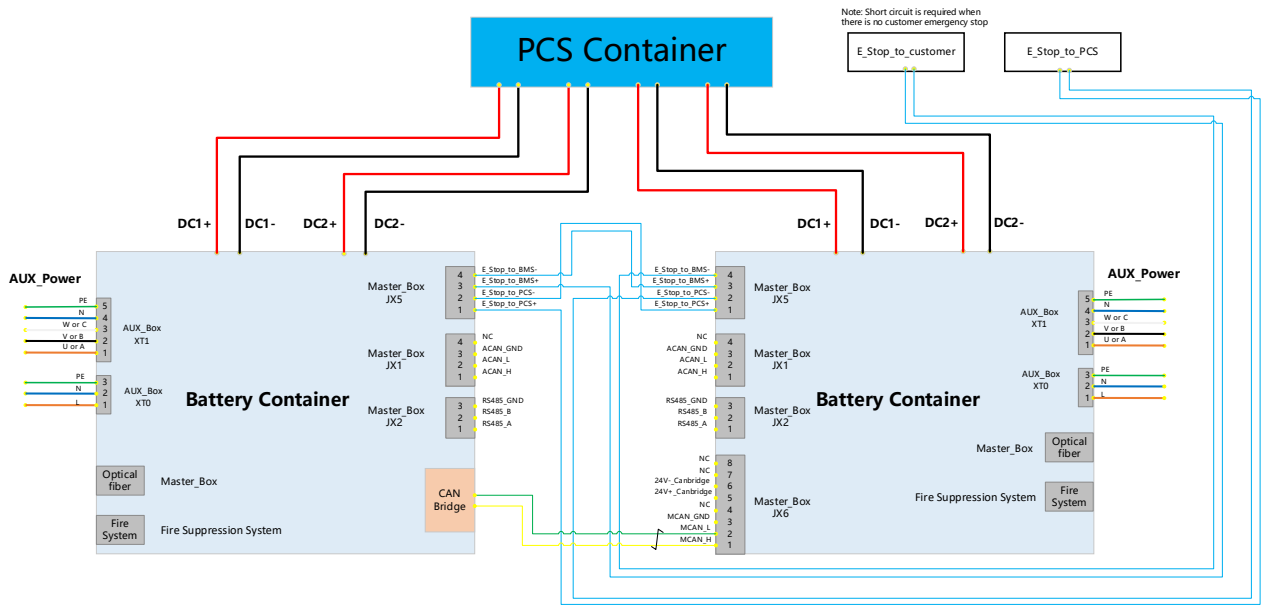 Note: Short circuit is required when
there is no customer emergency stop
PCS Container
E_Stop_to_customer
E_Stop_to_PCS
DC1+
DC1-
DC2+
DC2-
DC1+
DC1-
DC2+
DC2-
AUX_Power
PE
N
W or C
V or B
U or A
5
4
3
2
1
AUX_Box
XT1
PE
N
L
3
2
1
AUX_Box
XT0
Battery Container
Optical
fiber
Master_Box
Fire
System
Fire Suppression System
Master_Box
JX5
4
3
2
1
E_Stop_to_BMS-
E_Stop_to_BMS+
E_Stop_to_PCS-
E_Stop_to_PCS+
Master_Box
JX1
4
3
2
1
NC
ACAN_GND
ACAN_L
ACAN_H
Master_Box
JX2
3
2
1
RS485_GND
RS485_B
RS485_A
CAN
Bridge
E_Stop_to_BMS-
E_Stop_to_BMS+
E_Stop_to_PCS-
E_Stop_to_PCS+
4
3
2
1
Master_Box
JX5
NC
ACAN_GND
ACAN_L
ACAN_H
4
3
2
1
Master_Box
JX1
RS485_GND
RS485_B
RS485_A
3
2
1
Master_Box
JX2
NC
NC
24V-_Canbridge
24V+_Canbridge
NC
MCAN_GND
MCAN_L
MCAN_H
8
7
6
5
4
3
2
1
Master_Box
JX6
Battery Container
AUX_Power
AUX_Box
XT1
5
4
3
2
1
PE
N
W or C
V or B
U or A
AUX_Box
XT0
3
2
1
PE
N
L
Master_Box
Optical
fiber
Fire Suppression System
Fire
System